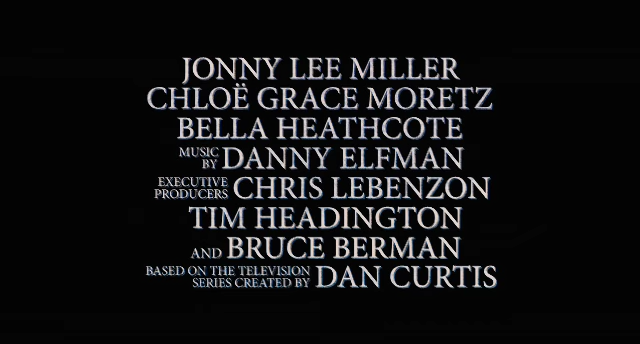 JONNY LEE MILLER
CHLOË GRACE MORETZ
BELLA HEATHCOTE
MUSIC BY DANNY ELFMAN
EXECUTIVE PRODUCERS CHRIS LEBENZON
TIM HEADINGTON
AND BRUCE BERMAN
BASED ON THE TELEVISION SERIES CREATED BY DAN CURTIS